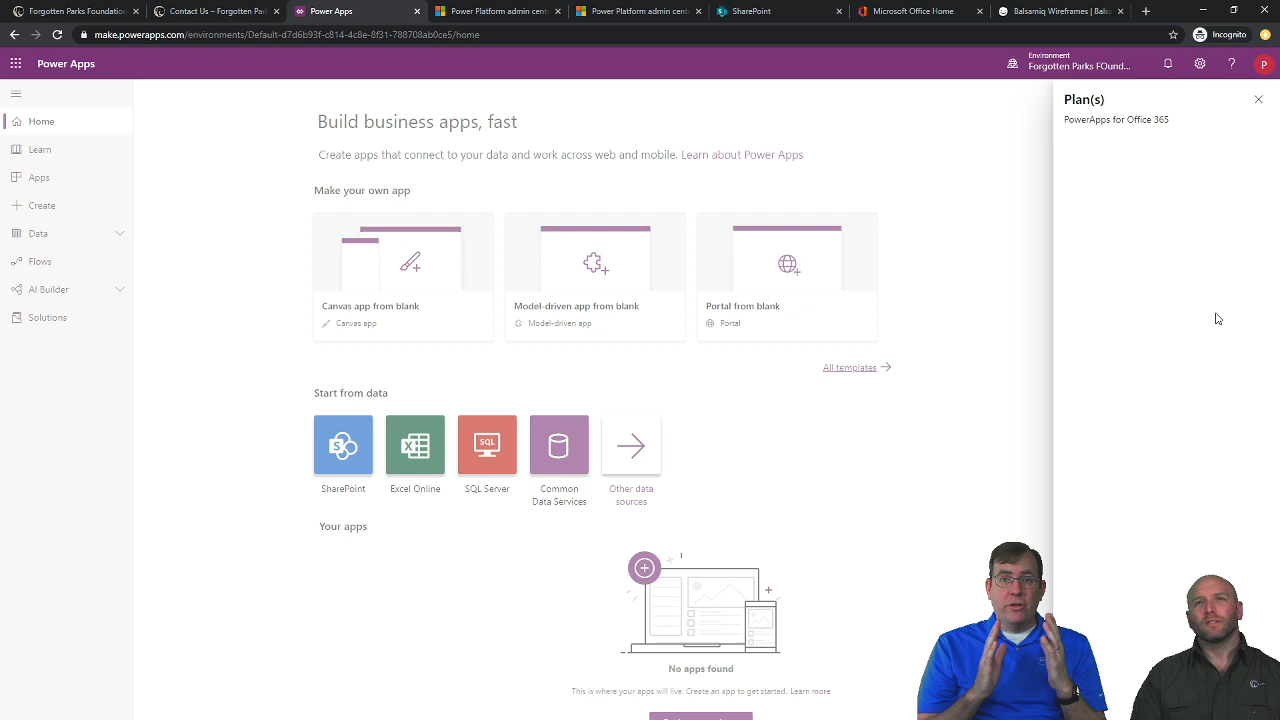 Forgotten Parks Foundation
Contact Us – Forgotten Par
Power Apps
Power Platform admin cent
Power Platform admin cente
SharePoint
Microsoft Office Home
Balsamiq Wireframes | Bals
make.powerapps.com/environments/Default-d7d6b93f-c814-4c8e-8f31-788708ab0ce5/home
Incognito
Power Apps
Environment
Forgotten Parks FOund...
P
Home
Learn
Apps
Create
Data
Flows
AI Builder
Solutions
Build business apps, fast
Create apps that connect to your data and work across web and mobile. Learn about Power Apps
Make your own app
Canvas app from blank
Canvas app
Model-driven app from blank
Model-driven app
Portal from blank
Portal
All templates
Start from data
SQL
SharePoint
Excel Online
SQL Server
Common
Data Services
Other data
sources
Your apps
No apps found
This is where your apps will live. Create an app to get started. Learn more
Plan(s)
PowerApps for Office 365